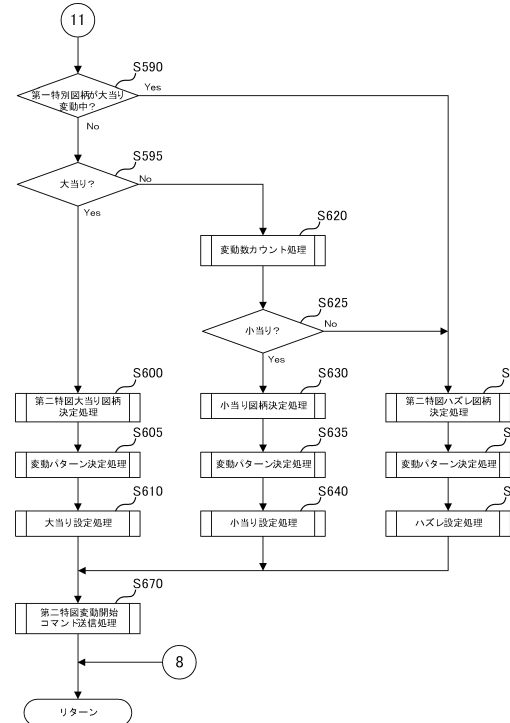 11
S590
第一特別図柄が大当り
変動中?
Yes
No
S595
大当り?
No
Yes
S620
変動数カウント処理
S625
小当り?
No
Yes
S600
第二特図大当り図柄
決定処理
S630
小当り図柄決定処理
S
第二特図ハズレ図柄
決定処理
S605
変動パターン決定処理
S635
変動パターン決定処理
S
変動パターン決定処理
S610
大当り設定処理
S640
小当り設定処理
S
ハズレ設定処理
S670
第二特図変動開始
コマンド送信処理
8
リターン